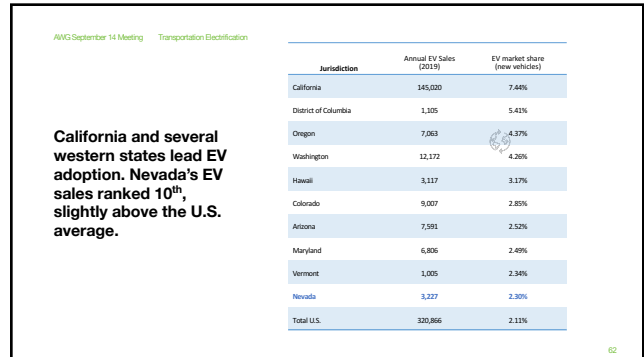 AWG September 14 Meeting Transportation Electrification
California and several
western states lead EV
adoption. Nevada's EV
sales ranked 10th,
slightly above the U.S.
average.
Jurisdiction Annual EV Sales (2019) EV market share (new vehicles)
California 145,020 7.44%
District of Columbia 1,105 5.41%
Oregon 7,063 4.37%
Washington 12,172 4.26%
Hawaii 3,117 3.17%
Colorado 9,007 2.85%
Arizona 7,591 2.52%
Maryland 6,806 2.49%
Vermont 1,005 2.34%
Nevada 3,227 2.30%
Total U.S. 320,866 2.11%
62